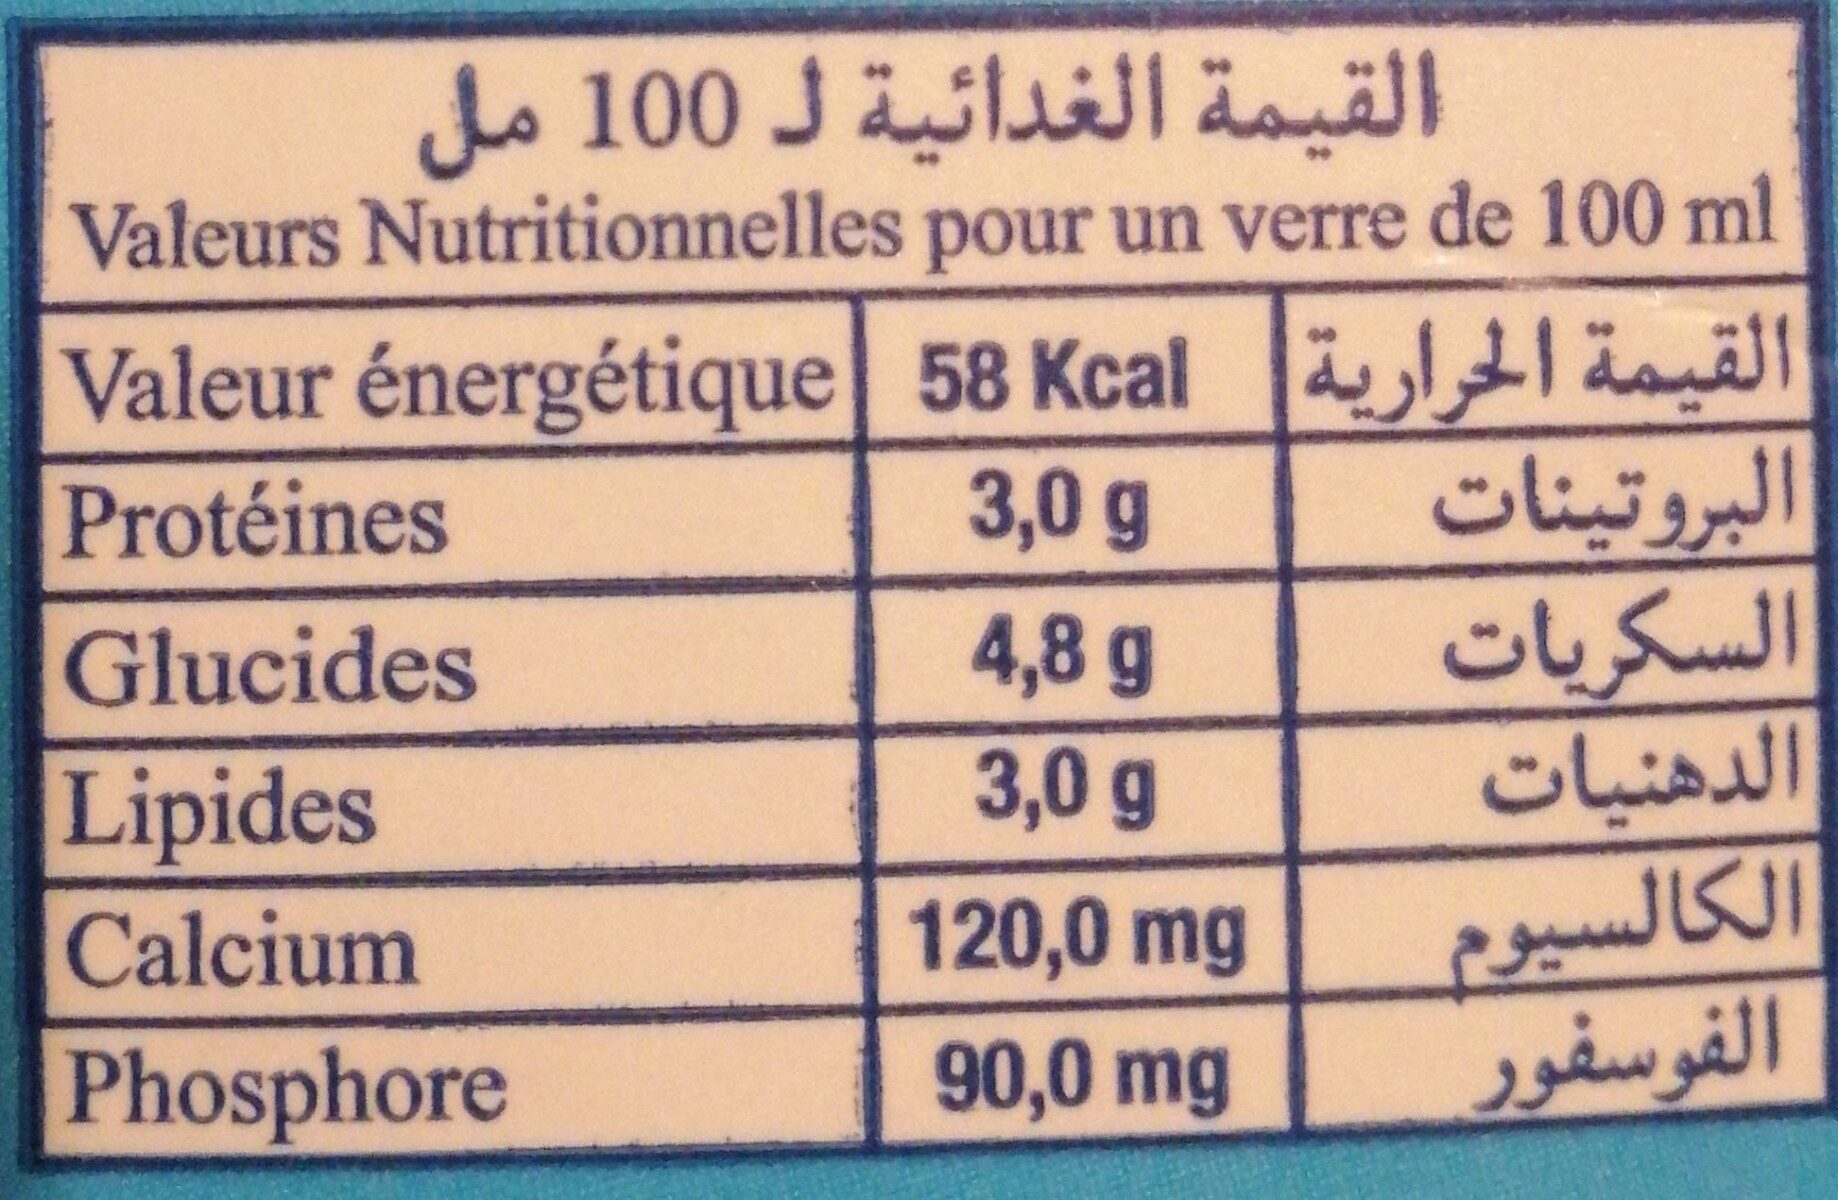 القيمة الغدائية لـ 100 مل
Valeurs Nutritionnelles pour un verre de 100 ml
Valeur énergétique 58 Kcal القيمة الحرارية
Protéines 3,0 g البروتينات
Glucides 4,8 g السكريات
Lipides 3,0 g الدهنيات
Calcium 120,0 mg الكالسيوم
Phosphore 90,0 mg الفوسفور